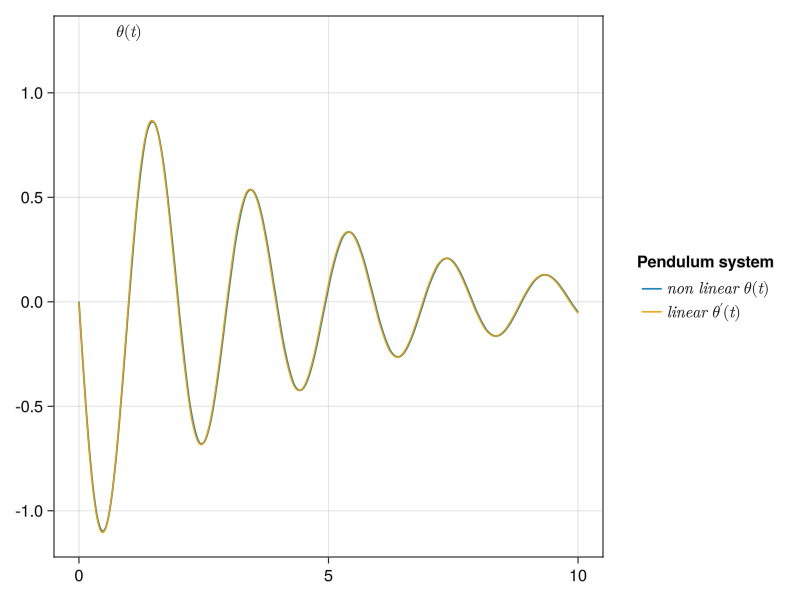 θ(t)
1.0
0.5
0.0
-0.5
-1.0
0 5 10
Pendulum system
non linear θ(t)
linear θ′(t)